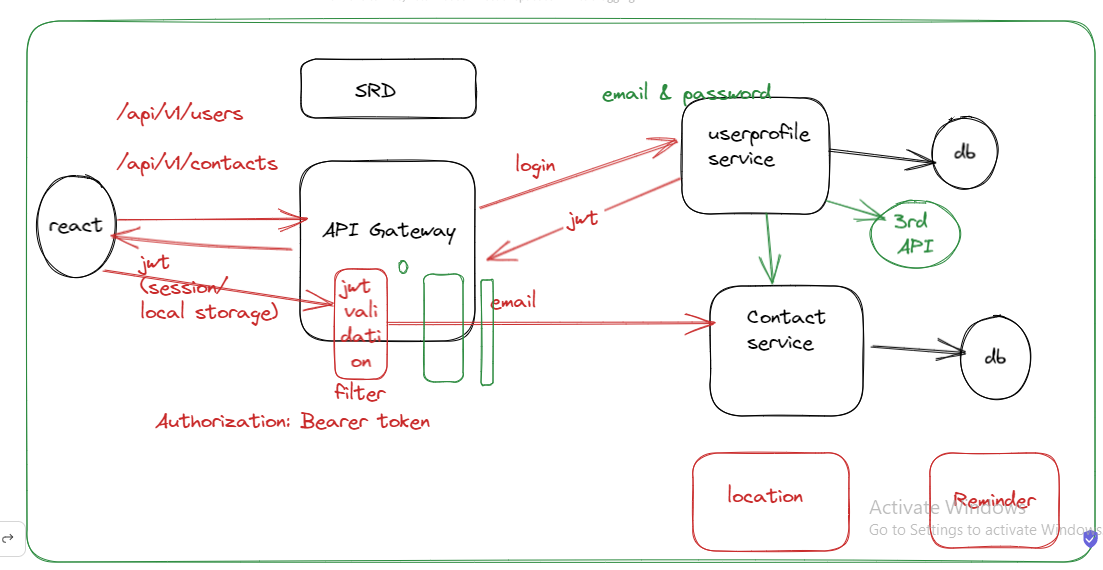 SRD
email & password
/api/v1/users
userprofile
service
db
/api/v1/contacts
login
react
API Gateway
jwt
3rd
API
jwt
(session/
local storage)
jwt
vali
dati
on
email
Contact
service
db
filter
Authorization: Bearer token
location
Reminder
Activate Windows
Go to Settings to activate Windows